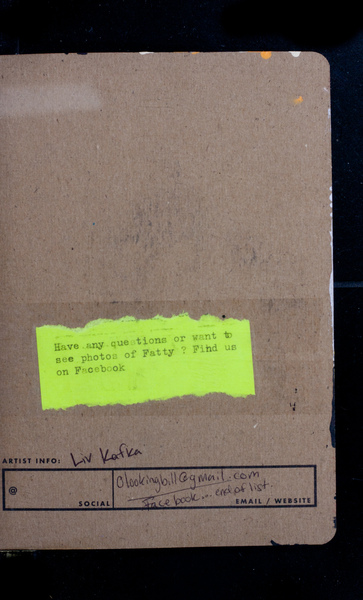 Have any questions or want to
see photos of Fatty ? Find us
on Facebook
ARTIST INFO: Liv Kafka
@ SOCIAL
Olookingbill@gmail.com
Facebook... end of list
EMAIL / WEBSITE